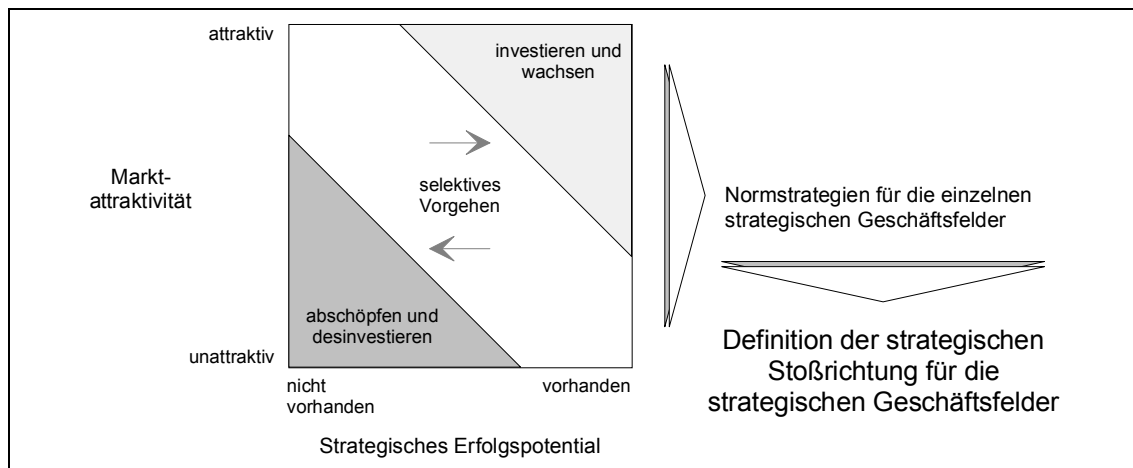 attraktiv
investieren und
wachsen
Markt-
attraktivität
selektives
Vorgehen
abschöpfen und
desinvestieren
unattraktiv
nicht
vorhanden
vorhanden
Strategisches Erfolgspotential
Normstrategien für die einzelnen
strategischen Geschäftsfelder
Definition der strategischen
Stoßrichtung für die
strategischen Geschäftsfelder